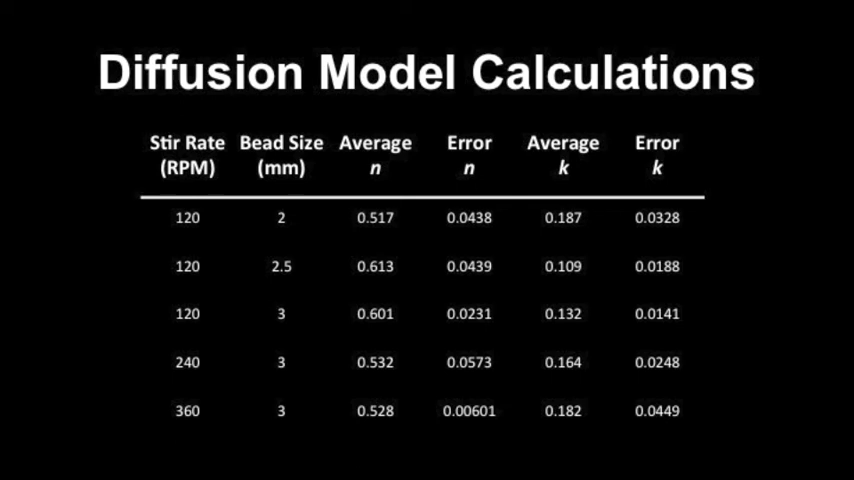 Diffusion Model Calculations
Stir Rate (RPM) Bead Size (mm) Average n Error n Average k Error k
120 2 0.517 0.0438 0.187 0.0328
120 2.5 0.613 0.0439 0.109 0.0188
120 3 0.601 0.0231 0.132 0.0141
240 3 0.532 0.0573 0.164 0.0248
360 3 0.528 0.00601 0.182 0.0449